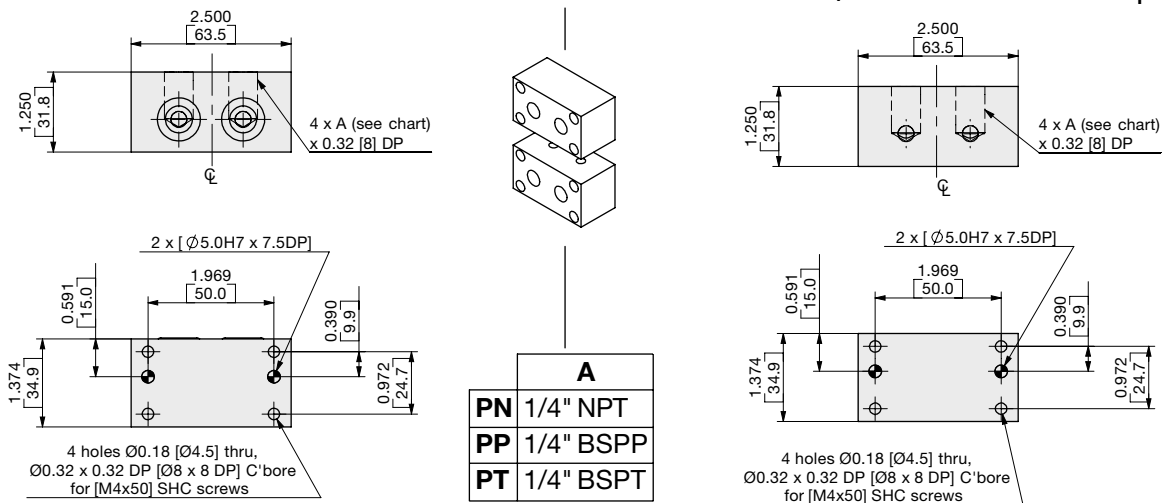 2.500
63.5
1.250
31.8
4 x A (see chart)
x 0.32 [8] DP
℄
2 x [ Ø5.0H7 x 7.5DP]
1.969
50.0
0.591
15.0
0.390
9.9
1.374
34.9
0.972
24.7
4 holes Ø0.18 [Ø4.5] thru,
Ø0.32 x 0.32 DP [Ø8 x 8 DP] C'bore
for [M4x50] SHC screws
A
PN 1/4" NPT
PP 1/4" BSPP
PT 1/4" BSPT
2.500
63.5
1.250
31.8
4 x A (see chart)
x 0.32 [8] DP
℄
2 x [ Ø5.0H7 x 7.5DP]
1.969
50.0
0.591
15.0
0.390
9.9
1.374
34.9
0.972
24.7
4 holes Ø0.18 [Ø4.5] thru,
Ø0.32 x 0.32 DP [Ø8 x 8 DP] C'bore
for [M4x50] SHC screws